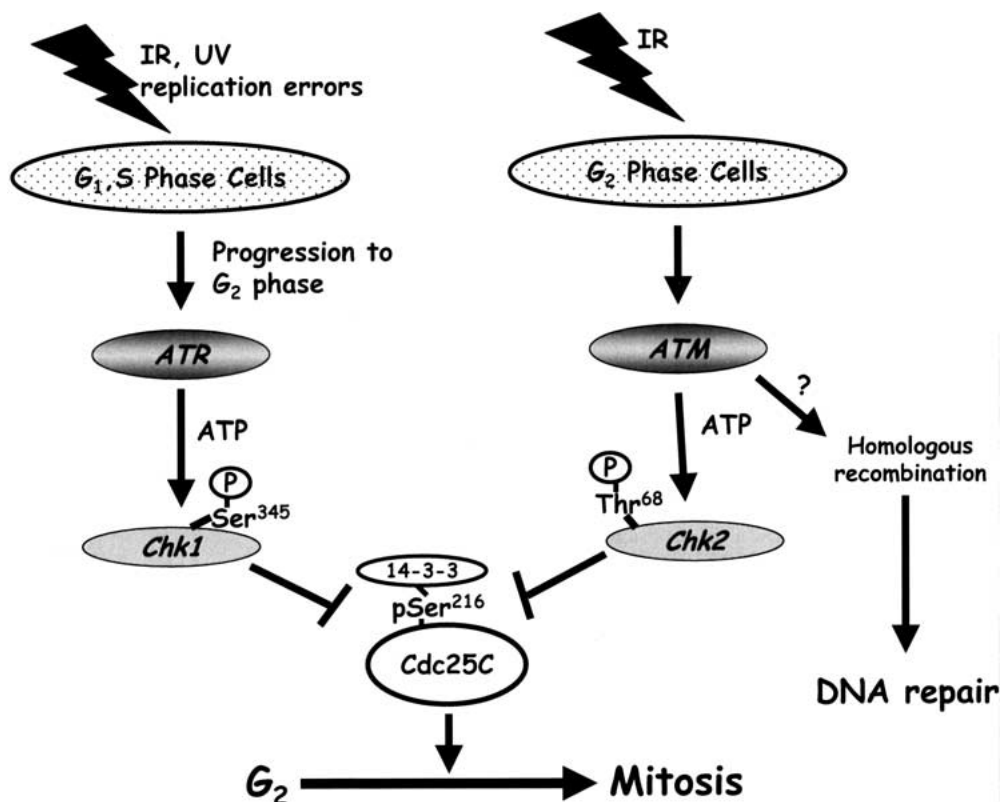 IR, UV
replication errors
IR
G₁,S Phase Cells
G₂ Phase Cells
Progression to
G₂ phase
ATR
ATM
?
ATP
ATP
Homologous
recombination
P
Ser³⁴⁵
P
Thr⁶⁸
Chk1
Chk2
14-3-3
pSer²¹⁶
Cdc25C
DNA repair
G₂
Mitosis